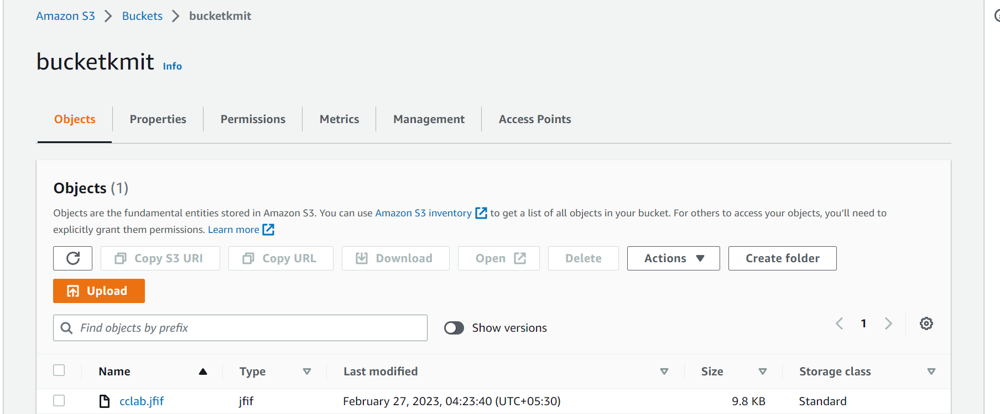 Amazon S3 > Buckets > bucketkmit
bucketkmit Info
Objects Properties Permissions Metrics Management Access Points
Objects (1)
Objects are the fundamental entities stored in Amazon S3. You can use Amazon S3 inventory to get a list of all objects in your bucket. For others to access your objects, you’ll need to
explicitly grant them permissions. Learn more
Copy S3 URI Copy URL Download Open Delete Actions Create folder
Upload
Find objects by prefix Show versions 1
Name Type Last modified Size Storage class
cclab.jfif jfif February 27, 2023, 04:23:40 (UTC+05:30) 9.8 KB Standard